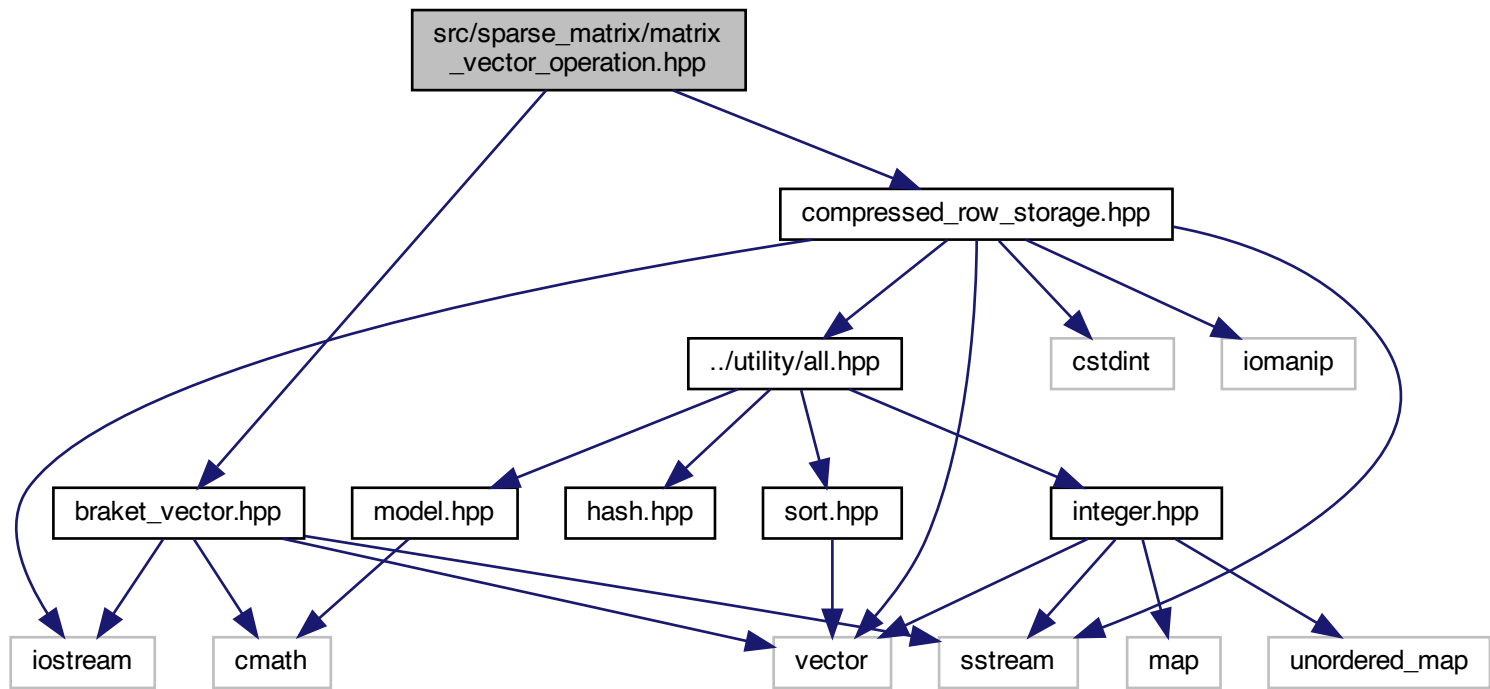 src/sparse_matrix/matrix
_vector_operation.hpp
compressed_row_storage.hpp
../utility/all.hpp
cstdint
iomanip
braket_vector.hpp
model.hpp
hash.hpp
sort.hpp
integer.hpp
iostream
cmath
vector
sstream
map
unordered_map